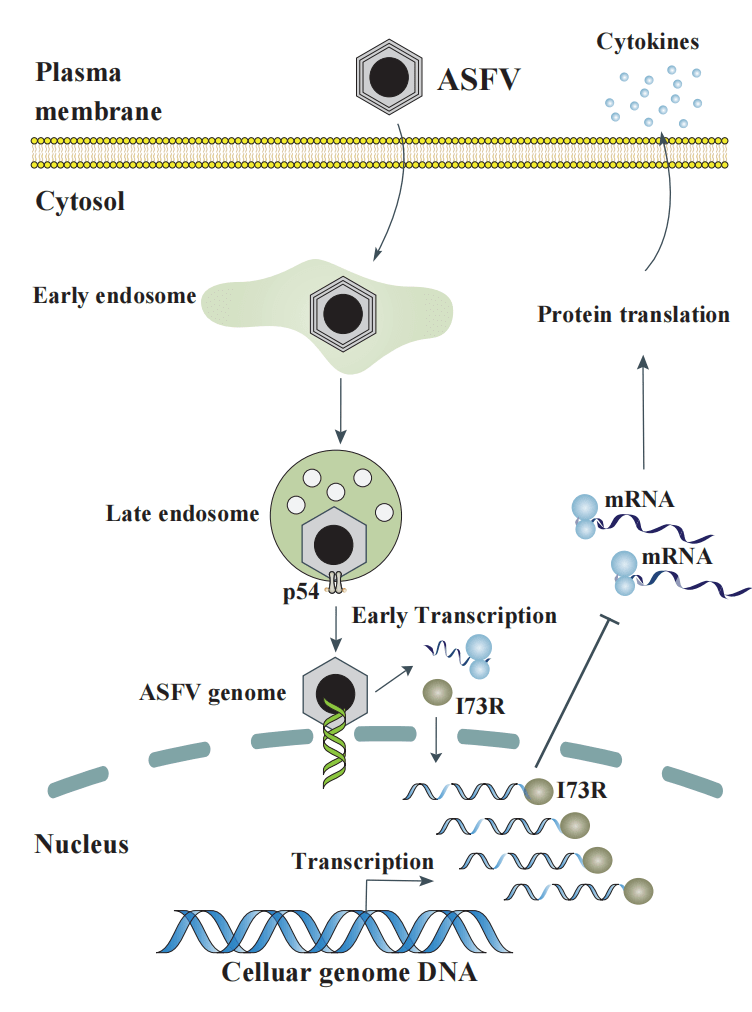 Cytokines
Plasma
membrane
ASFV
Cytosol
Early endosome
Protein translation
mRNA
Late endosome
mRNA
p54
Early Transcription
ASFV genome
I73R
I73R
Nucleus
Transcription
Celluar genome DNA